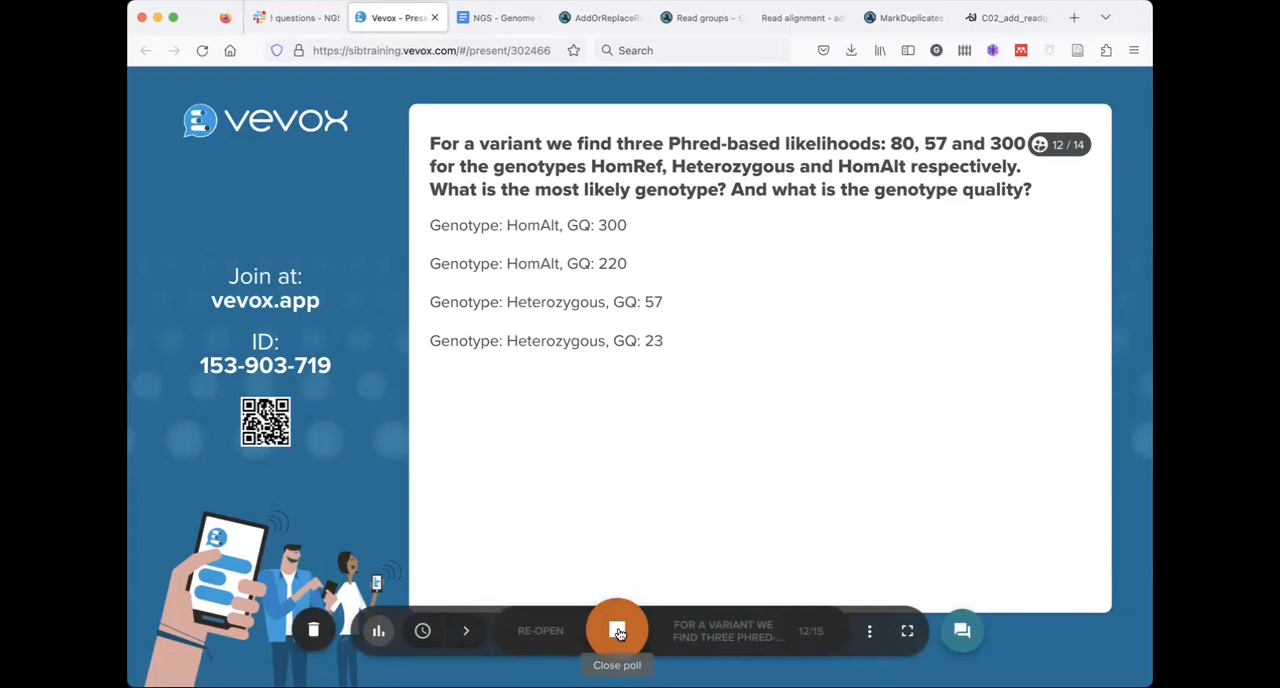 ! questions - NGS
Vevox - Pres
NGS - Genome
AddOrReplaceR
Read groups – G
Read alignment - ad
MarkDuplicates
C02_add_readg
https://sibtraining.vevox.com/#/present/302466
Search
vevox
For a variant we find three Phred-based likelihoods: 80, 57 and 300
12 / 14
for the genotypes HomRef, Heterozygous and HomAlt respectively.
What is the most likely genotype? And what is the genotype quality?
Genotype: HomAlt, GQ: 300
Genotype: HomAlt, GQ: 220
Genotype: Heterozygous, GQ: 57
Genotype: Heterozygous, GQ: 23
Join at:
vevox.app
ID:
153-903-719
RE-OPEN
FOR A VARIANT WE
FIND THREE PHRED-...
12/15
Close poll